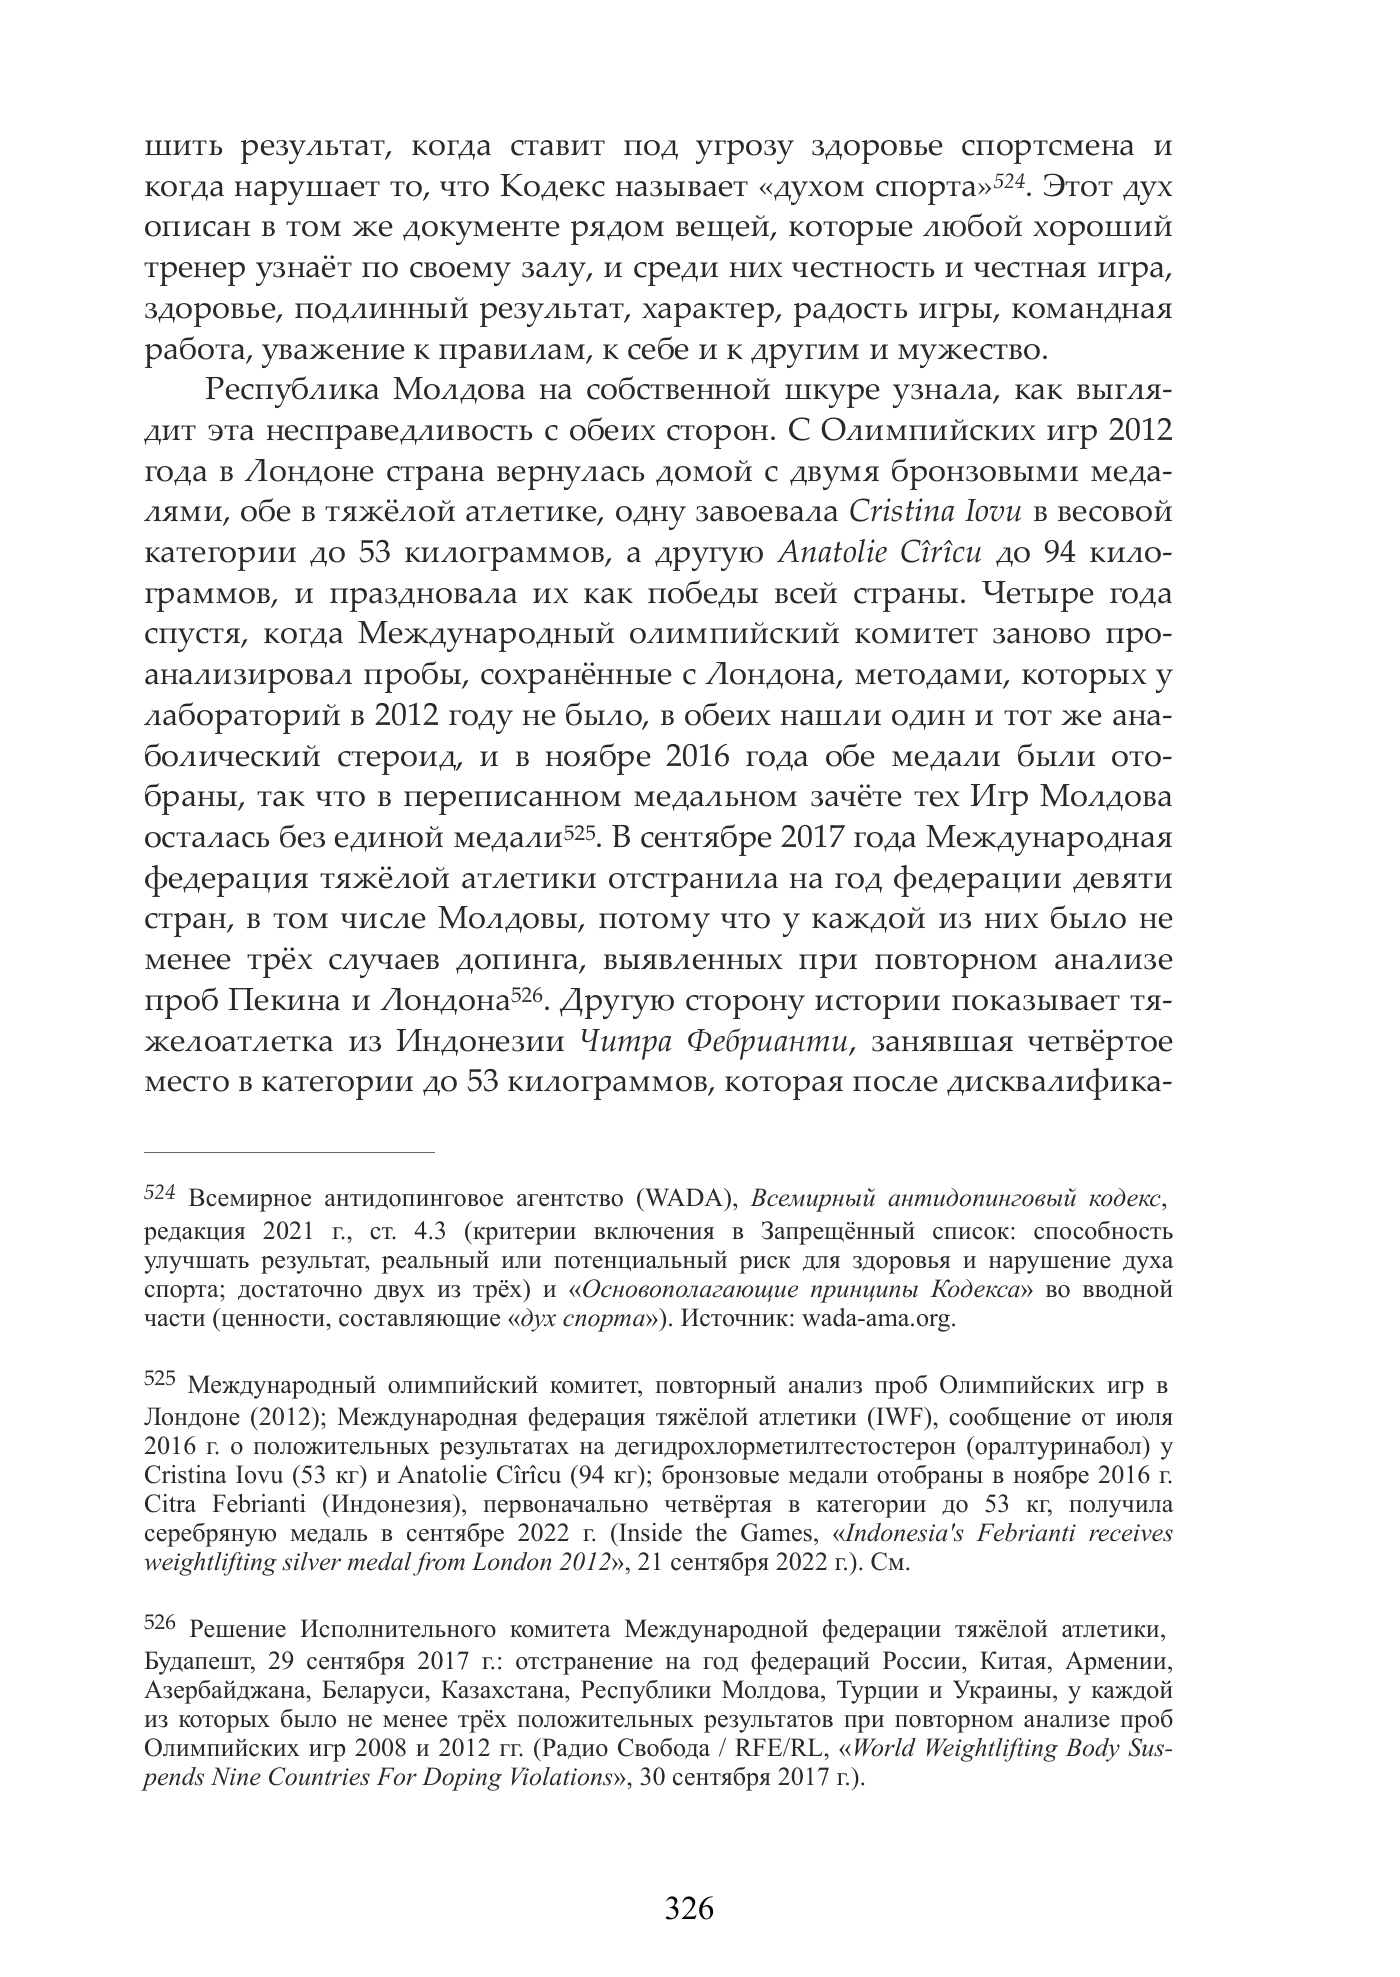 шить результат, когда ставит под угрозу здоровье спортсмена и
когда нарушает то, что Кодекс называет «духом спорта»524. Этот дух
описан в том же документе рядом вещей, которые любой хороший
тренер узнаёт по своему залу, и среди них честность и честная игра,
здоровье, подлинный результат, характер, радость игры, командная
работа, уважение к правилам, к себе и к другим и мужество.
Республика Молдова на собственной шкуре узнала, как выгля-
дит эта несправедливость с обеих сторон. С Олимпийских игр 2012
года в Лондоне страна вернулась домой с двумя бронзовыми меда-
лями, обе в тяжёлой атлетике, одну завоевала Cristina Iovu в весовой
категории до 53 килограммов, а другую Anatolie Cîrîcu до 94 кило-
граммов, и праздновала их как победы всей страны. Четыре года
спустя, когда Международный олимпийский комитет заново про-
анализировал пробы, сохранённые с Лондона, методами, которых у
лабораторий в 2012 году не было, в обеих нашли один и тот же ана-
болический стероид, и в ноябре 2016 года обе медали были ото-
браны, так что в переписанном медальном зачёте тех Игр Молдова
осталась без единой медали525. В сентябре 2017 года Международная
федерация тяжёлой атлетики отстранила на год федерации девяти
стран, в том числе Молдовы, потому что у каждой из них было не
менее трёх случаев допинга, выявленных при повторном анализе
проб Пекина и Лондона526. Другую сторону истории показывает тя-
желоатлетка из Индонезии Читра Фебрианти, занявшая четвёртое
место в категории до 53 килограммов, которая после дисквалифика-
524 Всемирное антидопинговое агентство (WADA), Всемирный антидопинговый кодекс,
редакция 2021 г., ст. 4.3 (критерии включения в Запрещённый список: способность
улучшать результат, реальный или потенциальный риск для здоровья и нарушение духа
спорта; достаточно двух из трёх) и «Основополагающие принципы Кодекса» во вводной
части (ценности, составляющие «дух спорта»). Источник: wada-ama.org.
525 Международный олимпийский комитет, повторный анализ проб Олимпийских игр в
Лондоне (2012); Международная федерация тяжёлой атлетики (IWF), сообщение от июля
2016 г. о положительных результатах на дегидрохлорметилтестостерон (оралтуринабол) у
Cristina Iovu (53 кг) и Anatolie Cîrîcu (94 кг); бронзовые медали отобраны в ноябре 2016 г.
Citra Febrianti (Индонезия), первоначально четвёртая в категории до 53 кг, получила
серебряную медаль в сентябре 2022 г. (Inside the Games, «Indonesia's Febrianti receives
weightlifting silver medal from London 2012», 21 сентября 2022 г.). См.
526 Решение Исполнительного комитета Международной федерации тяжёлой атлетики,
Будапешт, 29 сентября 2017 г.: отстранение на год федераций России, Китая, Армении,
Азербайджана, Беларуси, Казахстана, Республики Молдова, Турции и Украины, у каждой
из которых было не менее трёх положительных результатов при повторном анализе проб
Олимпийских игр 2008 и 2012 гг. (Радио Свобода / RFE/RL, «World Weightlifting Body Sus-
pends Nine Countries For Doping Violations», 30 сентября 2017 г.).
326